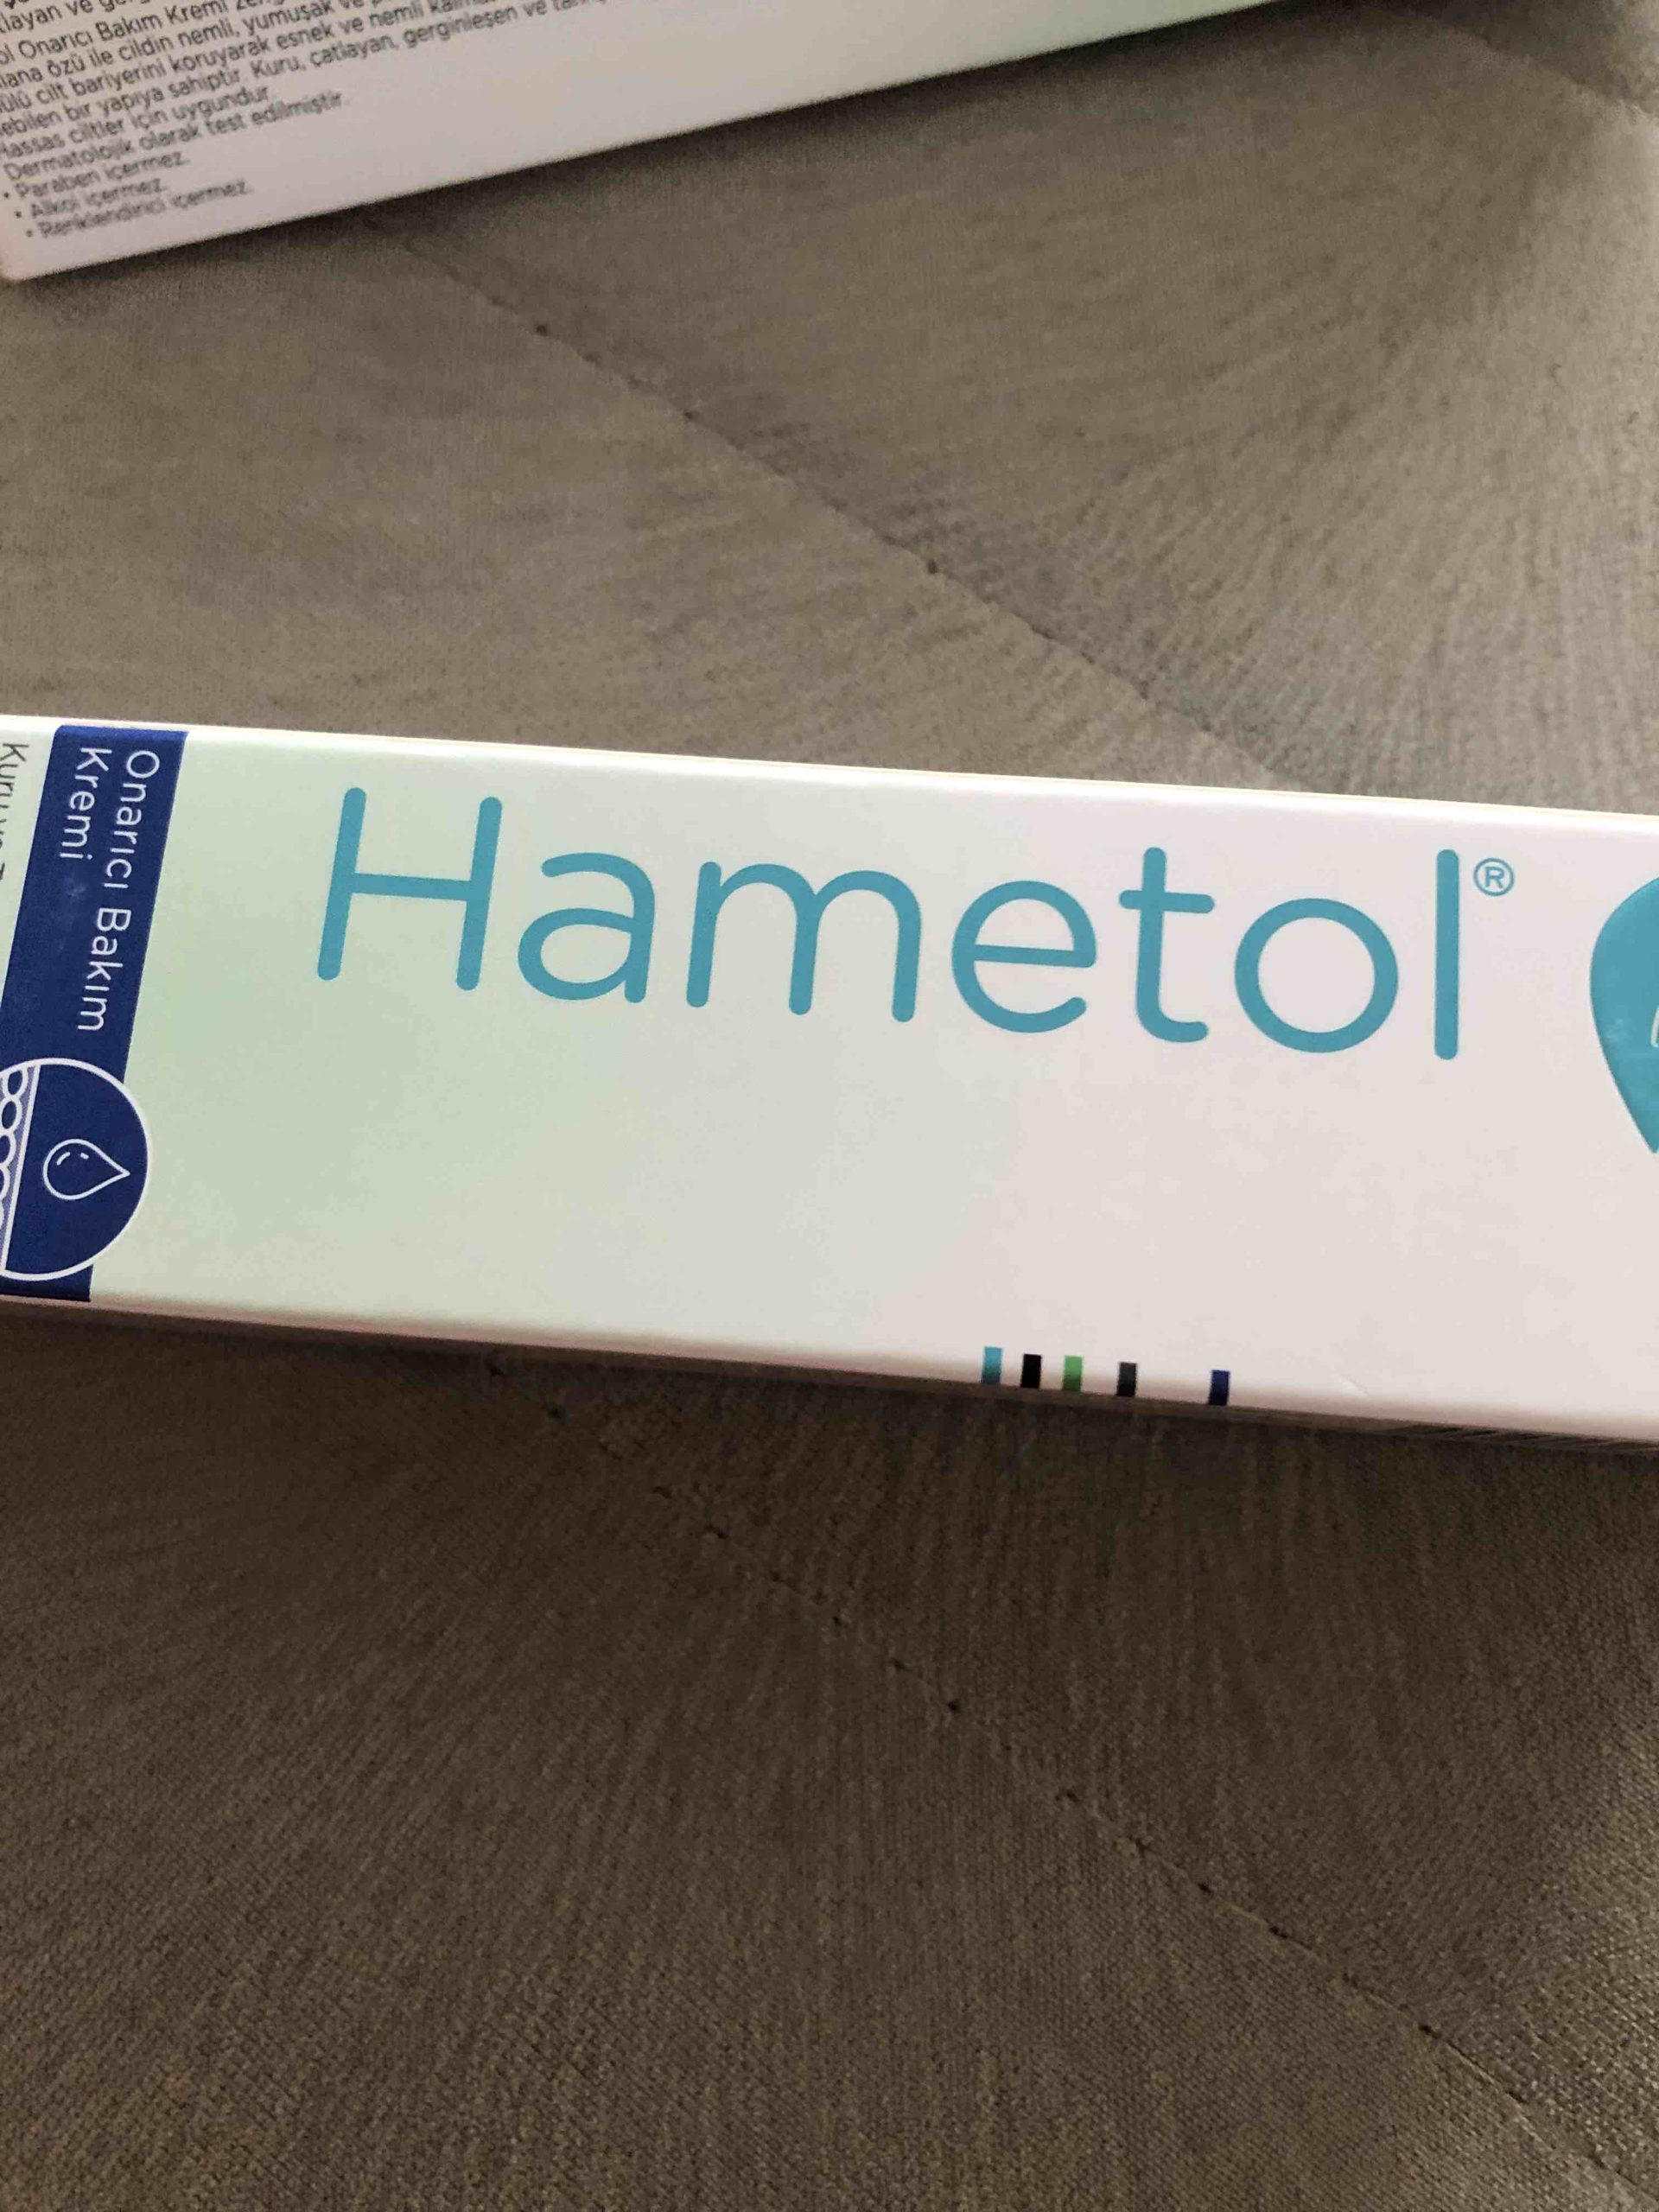 layan ve
Onarıcı Bakım Kremi
özü ile cildin nemli, yumuşak
cilt bariyerini koruyarak esnek ve nemli
ebilen bir yapıya sahiptir. Kuru, çatlayan, gerginleşen ve
Hassas ciltler için uygundur.
Dermatolojik olarak test edilmiştir.
• Paraben içermez.
• Alkol içermez.
• Renklendirici içermez.
Hametol®
Onarıcı Bakım
Kremi